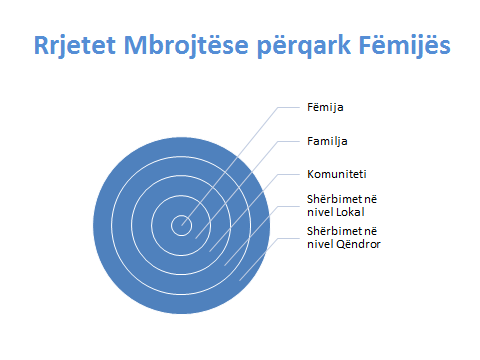 Rrjetet Mbrojtëse përqark Fëmijës
Fëmija
Familja
Komuniteti
Shërbimet në
nivel Lokal
Shërbimet në
nivel Qëndror